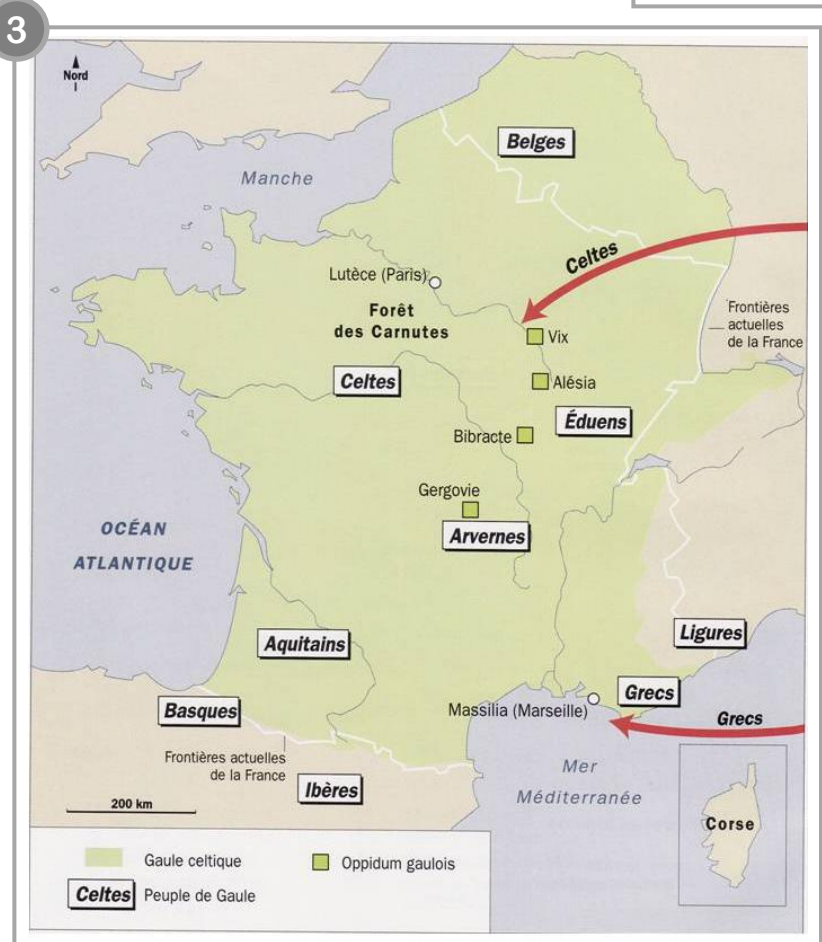 3
Nord
Belges
Manche
Celtes
Lutèce (Paris)
Forêt
des Carnutes
Frontières
actuelles
de la France
Vix
Celtes
Alésia
Éduens
Bibracte
Gergovie
Arvernes
OCÉAN
ATLANTIQUE
Aquitains
Ligures
Grecs
Basques
Massilia (Marseille)
Grecs
Frontières actuelles
de la France
Mer
Méditerranée
Ibères
200 km
Corse
Gaule celtique
Oppidum gaulois
Celtes Peuple de Gaule